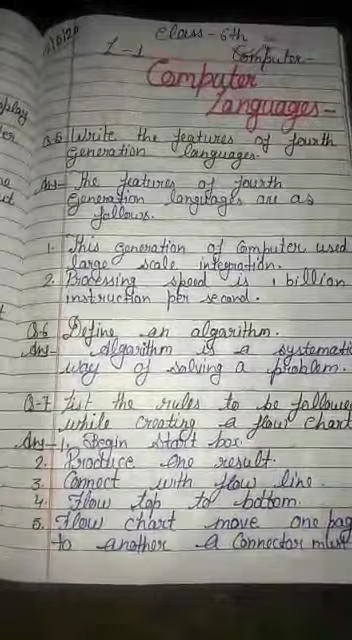 Class - 6th
L-1 Computer-
Computer
Languages-
Q.5 Write the features of fourth
generation languages.
Ans- The features of fourth
generation languages are as
follows.
1. This generation of computer used
large scale integration.
2. Processing speed is 1 billion
instruction per second.
Q.6 Define an algorithm.
Ans- Algorithm is a systematic
way of solving a problem.
Q-7 List the rules to be followed
while creating a flow chart
Ans- 1. Begin start box.
2. Produce one result.
3. Connect with flow line.
4. Flow top to bottom.
5. Flow chart move one pag
to another a connector must